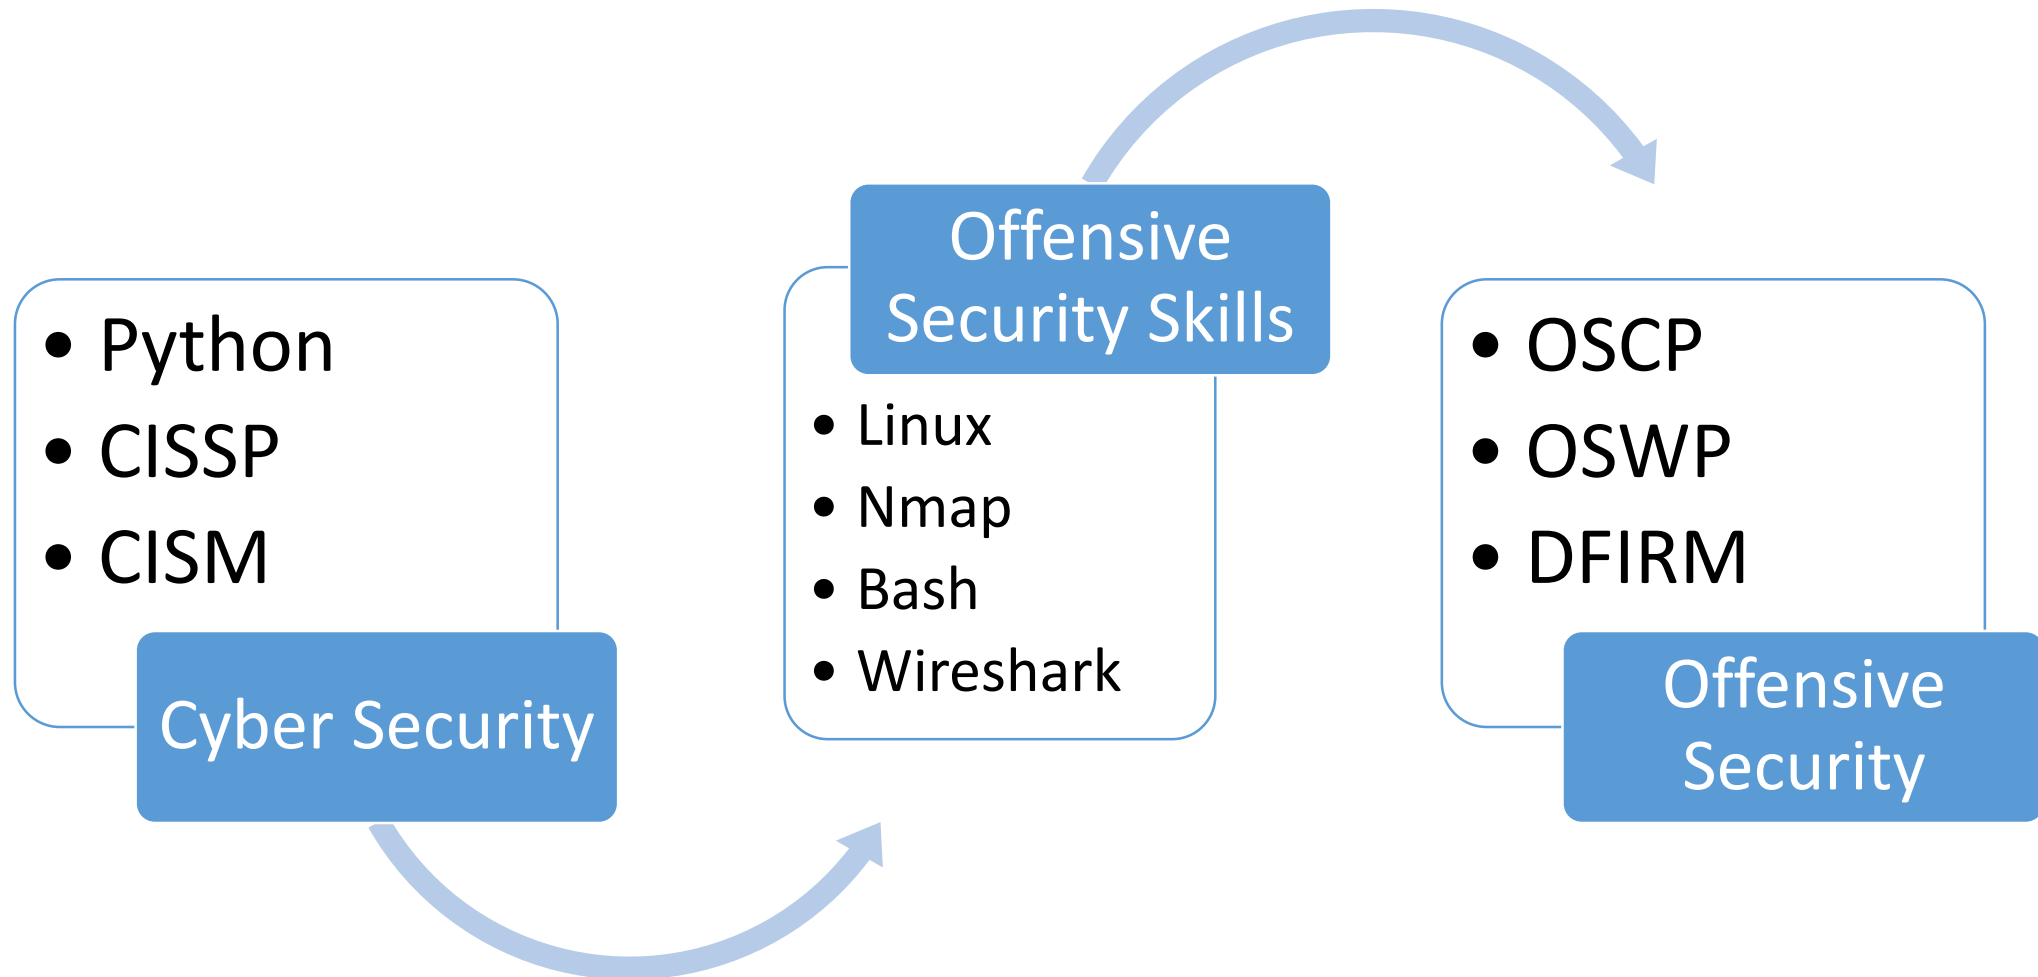 • Python
• CISSP
• CISM
Cyber Security
Offensive
Security Skills
• Linux
• Nmap
• Bash
• Wireshark
• OSCP
• OSWP
• DFIRM
Offensive
Security